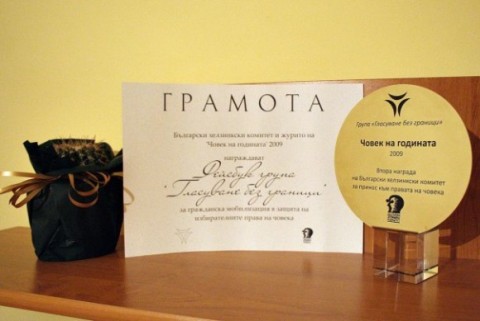 ГРАМОТА
Български хелзинкски комитет и журито на
"Човек на годината" 2009
награждават
Фейсбук група
"Гласуване без граници"
за гражданска мобилизация в защита на
избирателните права на човека
Група «Гласуване без граници»
Човек на годината
2009
Втора награда
на Български хелзинкски комитет
за принос към правата на човека